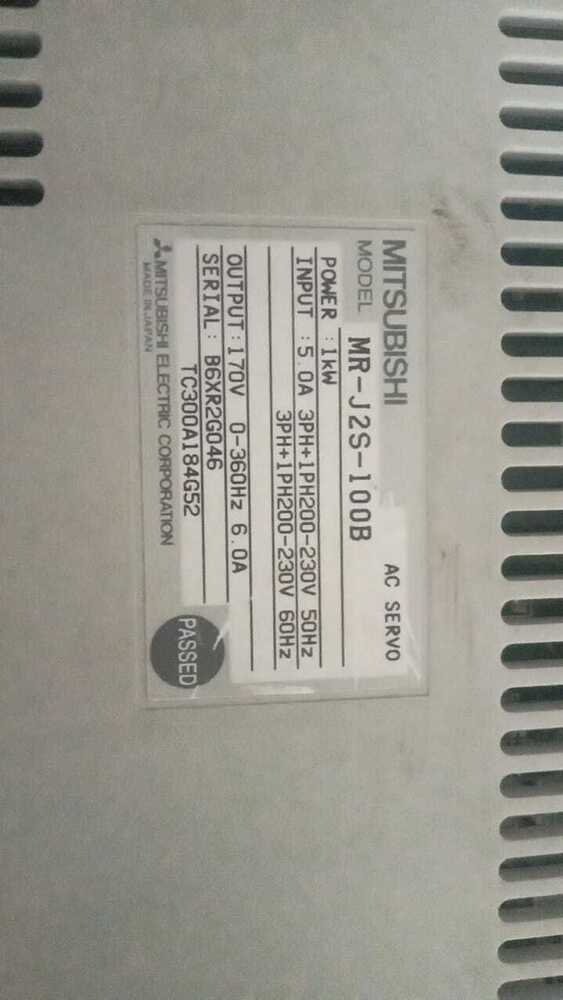 MITSUBISHI
AC SERVO
MODEL MR-J2S-100B
POWER : 1kW
INPUT : 5.0A 3PH+1PH200-230V 50Hz
3PH+1PH200-230V 60Hz
OUTPUT: 170V 0-360Hz 6.0A
SERIAL: B6XR2G046
TC300A184G52
MITSUBISHI ELECTRIC CORPORATION
MADE IN JAPAN
PASSED